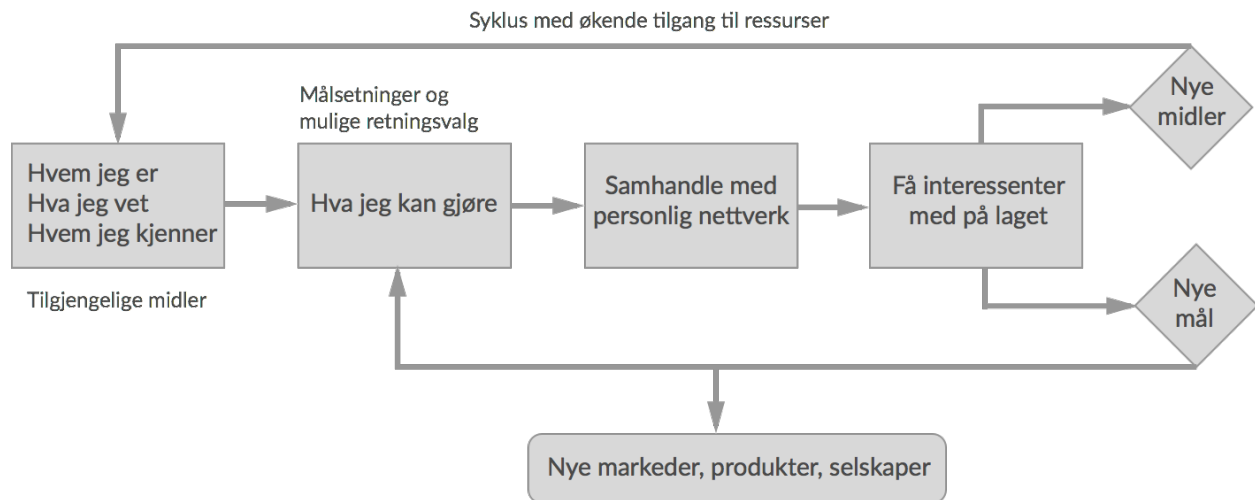 Syklus med økende tilgang til ressurser
Målsetninger og
mulige retningsvalg
Hvem jeg er
Hva jeg vet
Hvem jeg kjenner
Tilgjengelige midler
Hva jeg kan gjøre
Samhandle med
personlig nettverk
Få interessenter
med på laget
Nye
midler
Nye
mål
Nye markeder, produkter, selskaper